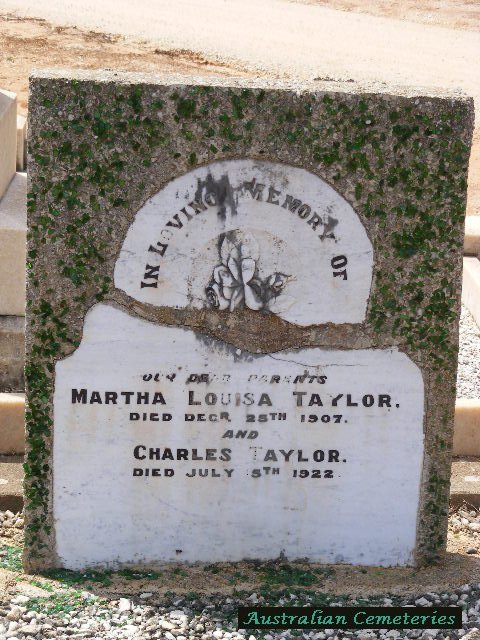 IN LOVING MEMORY OF
OUR DEAR PARENTS
MARTHA LOUISA TAYLOR.
DIED DECR 25TH 1907.
AND
CHARLES TAYLOR.
DIED JULY 5TH 1922
Australian Cemeteries